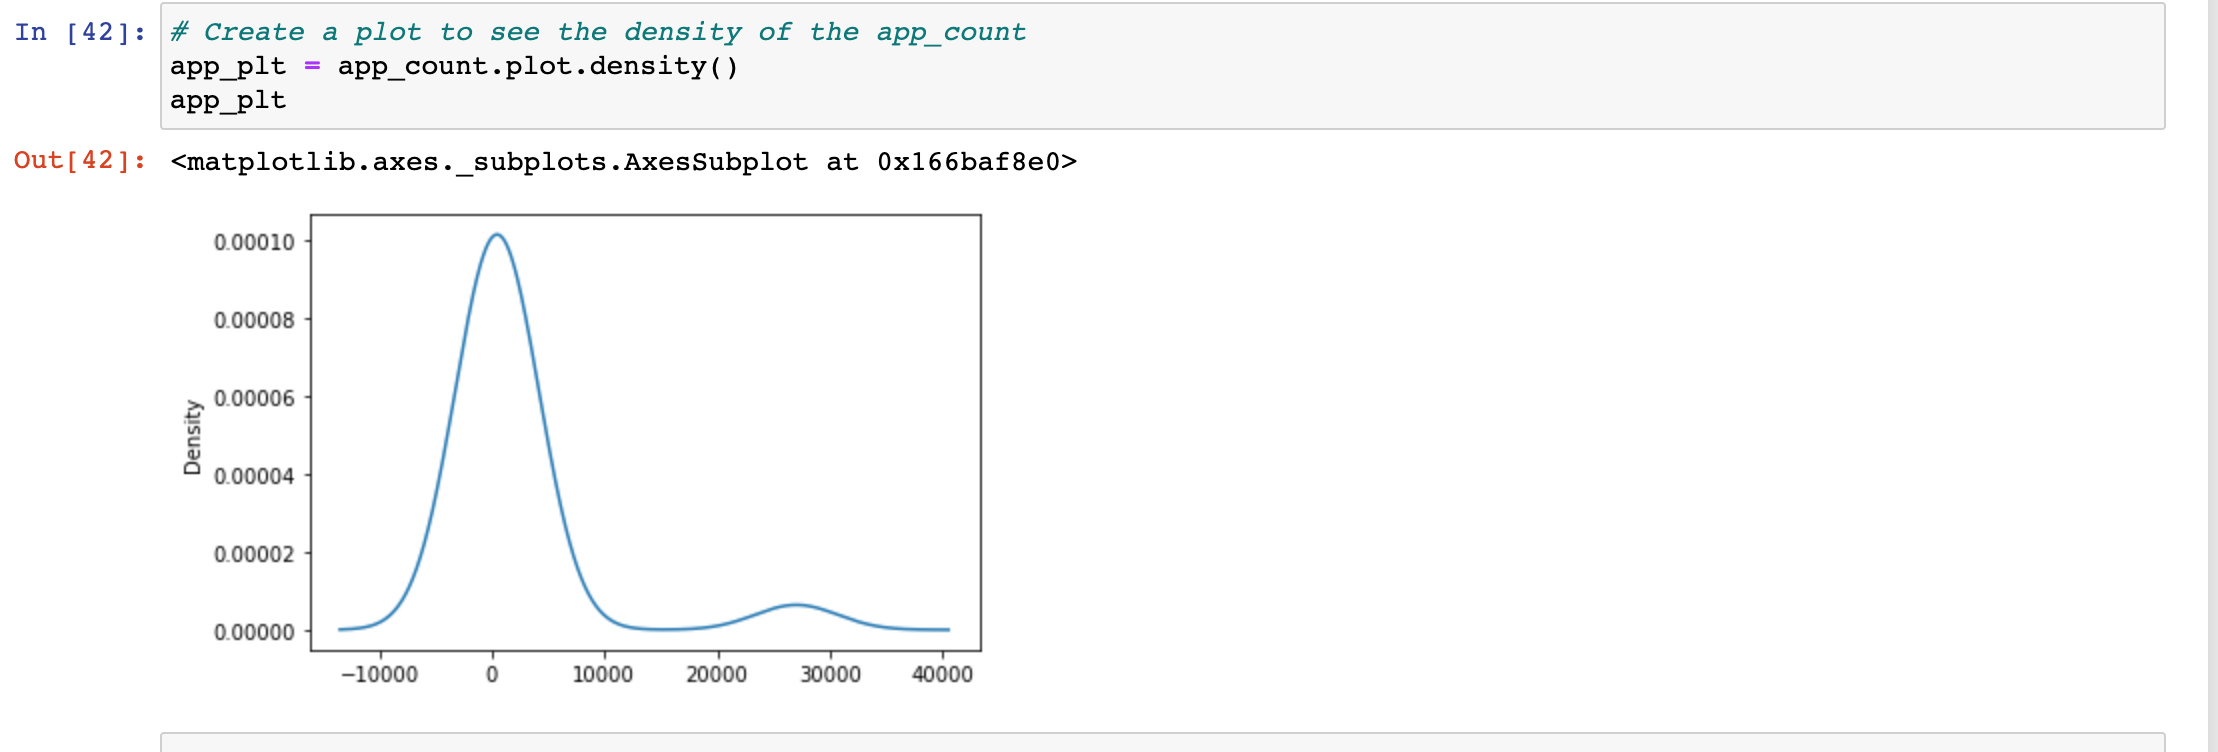 In [42]:
# Create a plot to see the density of the app_count
app_plt = app_count.plot.density()
app_plt
Out[42]:
<matplotlib.axes._subplots.AxesSubplot at 0x166baf8e0>
0.00010
0.00008
0.00006
0.00004
0.00002
0.00000
Density
−10000
0
10000
20000
30000
40000